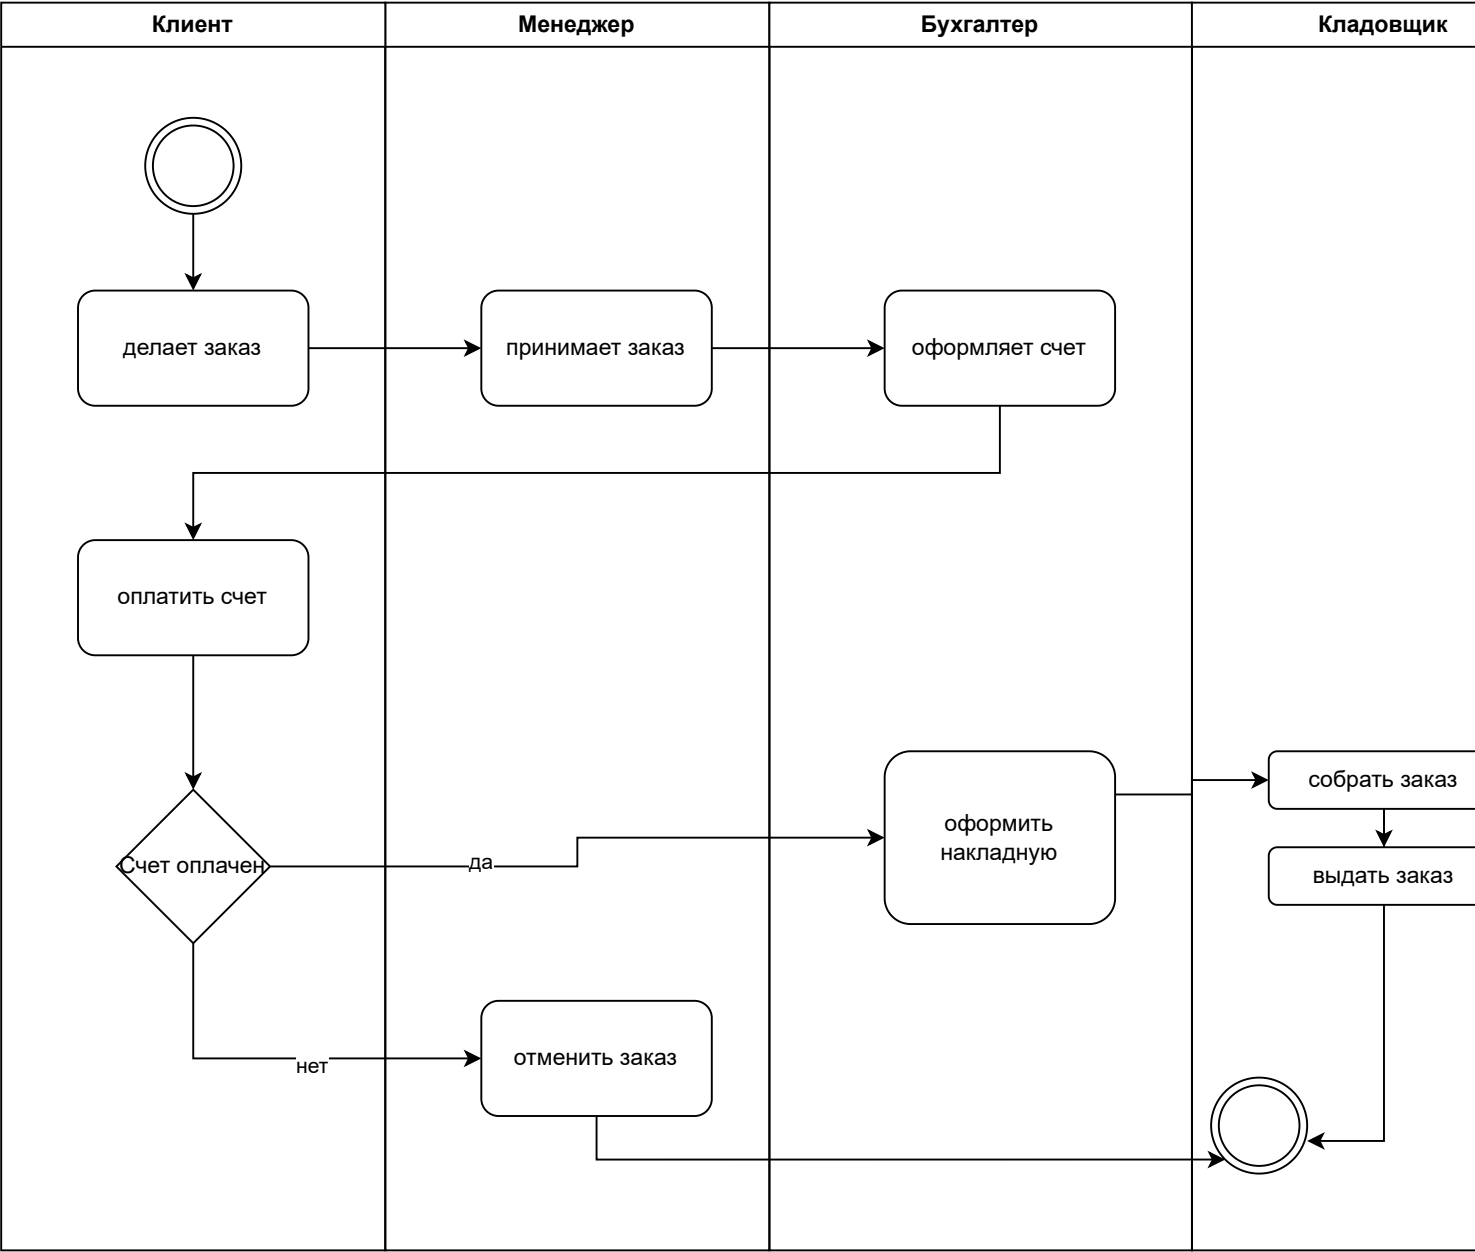 Клиент
Менеджер
Бухгалтер
Кладовщик
делает заказ
принимает заказ
оформляет счет
оплатить счет
Счет оплачен
да
оформить
накладную
собрать заказ
выдать заказ
нет
отменить заказ